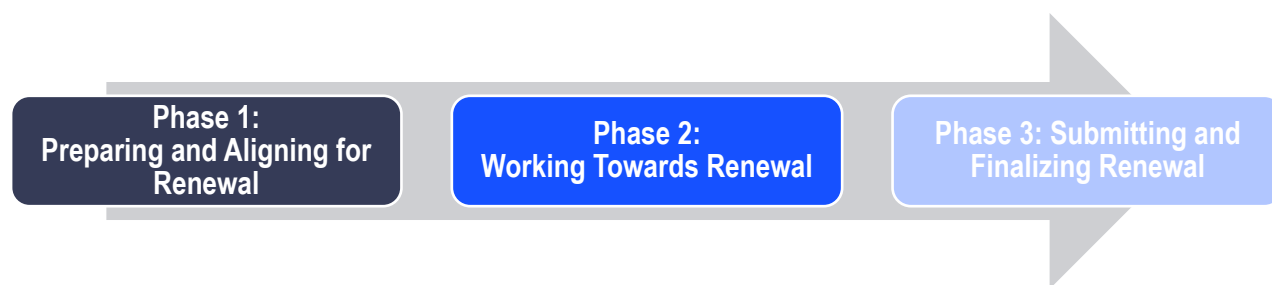 Phase 1:
Preparing and Aligning for
Renewal
Phase 2:
Working Towards Renewal
Phase 3: Submitting and
Finalizing Renewal